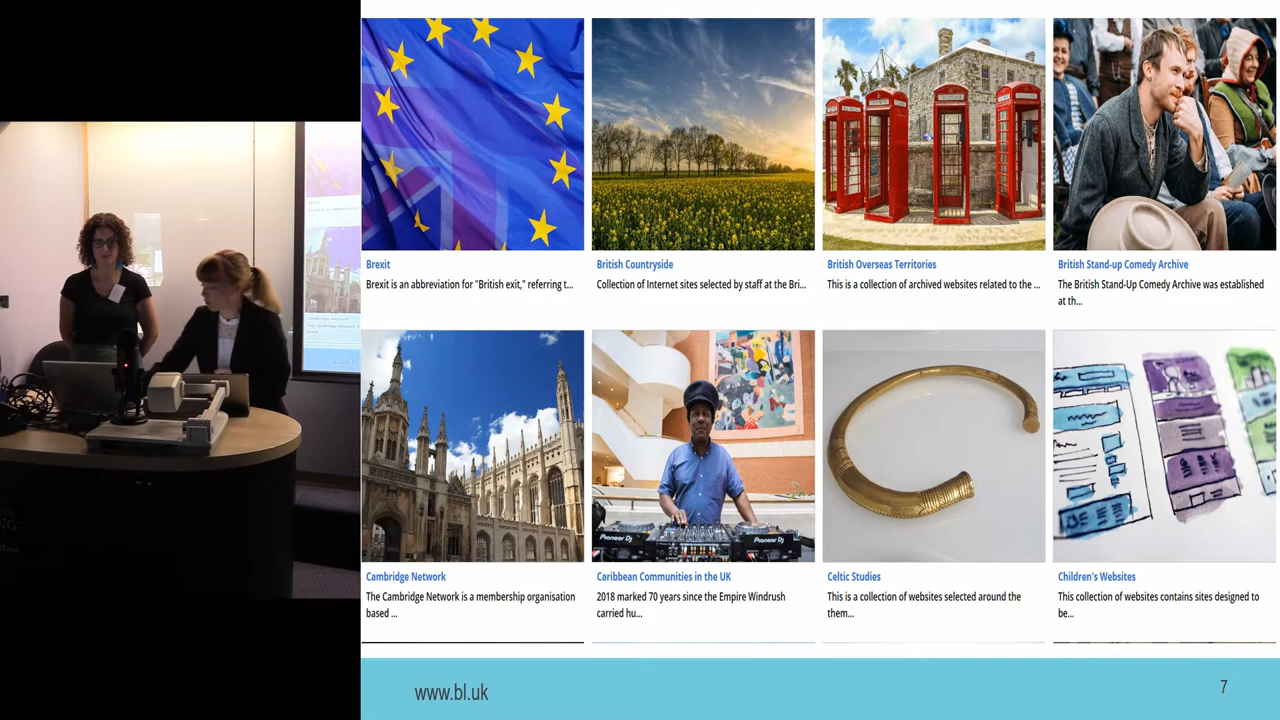 Brexit
Brexit is an abbreviation for "British exit," referring t...
British Countryside
Collection of Internet sites selected by staff at the Bri...
British Overseas Territories
This is a collection of archived websites related to the ...
British Stand-up Comedy Archive
The British Stand-Up Comedy Archive was established
at th...
Cambridge Network
The Cambridge Network is a membership organisation
based ...
Caribbean Communities in the UK
2018 marked 70 years since the Empire Windrush
carried hu...
Celtic Studies
This is a collection of websites selected around the
them...
Children's Websites
This collection of websites contains sites designed to
be...
www.bl.uk
7